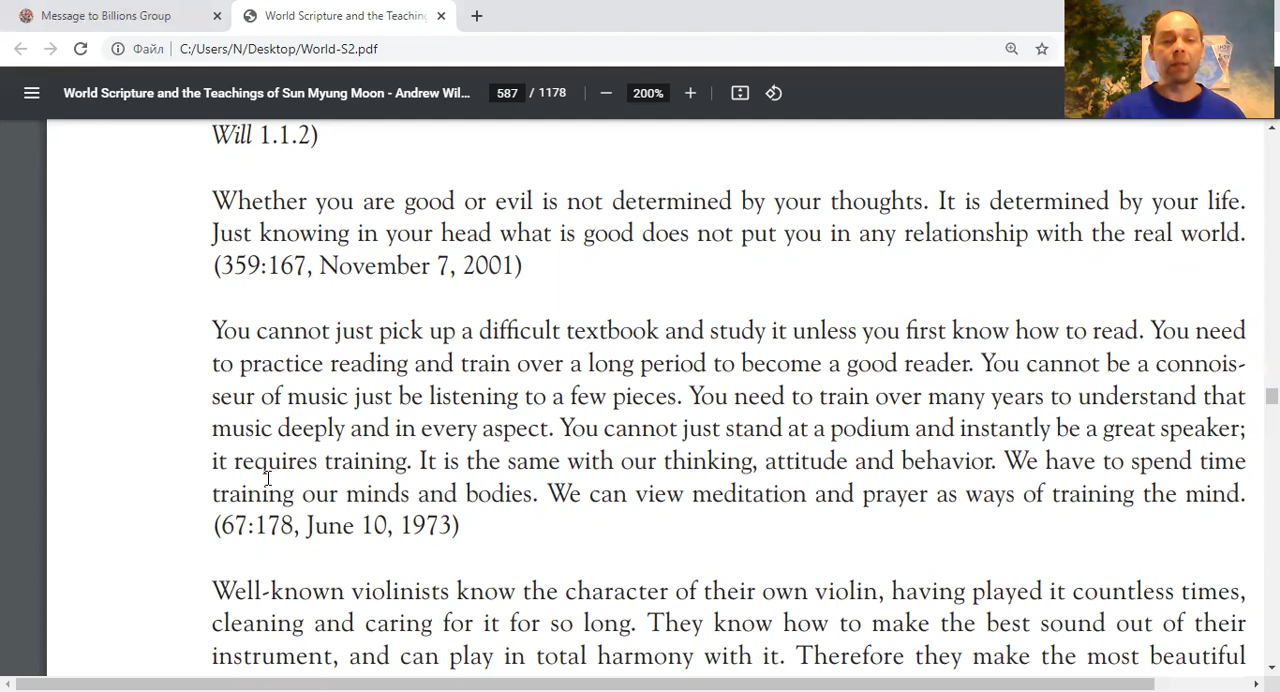 Message to Billions Group
World Scripture and the Teaching
Файл
C:/Users/N/Desktop/World-S2.pdf
World Scripture and the Teachings of Sun Myung Moon - Andrew Wil...
587 / 1178
200%
Will 1.1.2)
Whether you are good or evil is not determined by your thoughts. It is determined by your life.
Just knowing in your head what is good does not put you in any relationship with the real world.
(359:167, November 7, 2001)
You cannot just pick up a difficult textbook and study it unless you first know how to read. You need
to practice reading and train over a long period to become a good reader. You cannot be a connois-
seur of music just be listening to a few pieces. You need to train over many years to understand that
music deeply and in every aspect. You cannot just stand at a podium and instantly be a great speaker;
it requires training. It is the same with our thinking, attitude and behavior. We have to spend time
training our minds and bodies. We can view meditation and prayer as ways of training the mind.
(67:178, June 10, 1973)
Well-known violinists know the character of their own violin, having played it countless times,
cleaning and caring for it for so long. They know how to make the best sound out of their
instrument, and can play in total harmony with it. Therefore they make the most beautiful